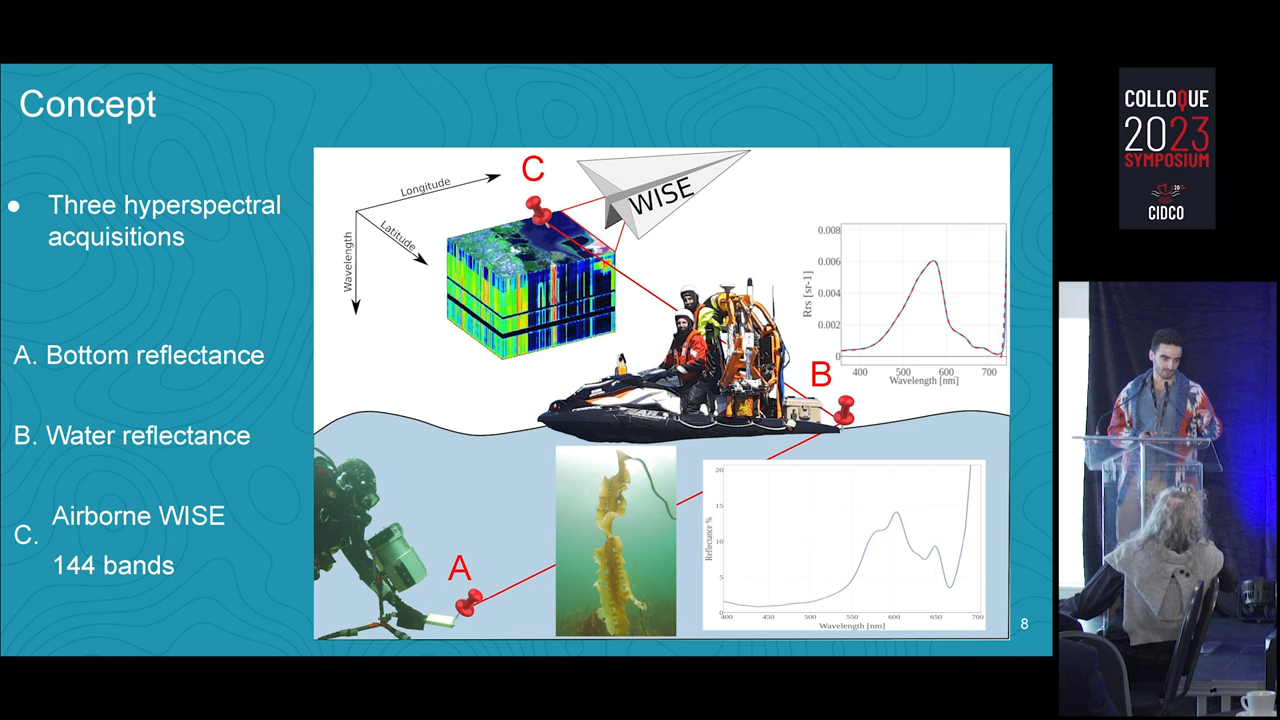 Concept
● Three hyperspectral
acquisitions
A. Bottom reflectance
B. Water reflectance
C.
Airborne WISE
144 bands
Longitude
Latitude
Wavelength
C
WISE
0.008
0.006
0.004
0.002
0
Rrs [sr-1]
400
500
600
700
Wavelength [nm]
B
A
20
15
10
5
0
Reflectance %
400
450
500
550
600
650
700
Wavelength [nm]
8
COLLOQUE
2023
SYMPOSIUM
CIDCO